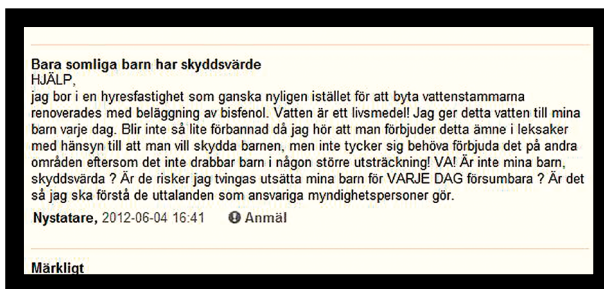 Bara somliga barn har skyddsvärde
HJÄLP,
jag bor i en hyresfastighet som ganska nyligen istället för att byta vattenstammarna
renoverades med beläggning av bisfenol. Vatten är ett livsmedel! Jag ger detta vatten till mina
barn varje dag. Blir inte så lite förbannad då jag hör att man förbjuder detta ämne i leksaker
med hänsyn till att man vill skydda barnen, men inte tycker sig behöva förbjuda det på andra
områden eftersom det inte drabbar barn i någon större utsträckning! VA! Är inte mina barn,
skyddsvärda ? Är de risker jag tvingas utsätta mina barn för VARJE DAG försumbara ? Är det
så jag ska förstå de uttalanden som ansvariga myndighetspersoner gör.
Nystatare, 2012-06-04 16:41 Anmäl
Märkligt